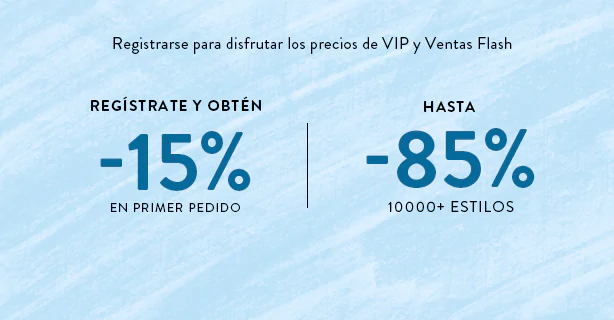 Registrarse para disfrutar los precios de VIP y Ventas Flash
REGÍSTRATE Y OBTÉN
-15%
EN PRIMER PEDIDO
HASTA
-85%
10000+ ESTILOS